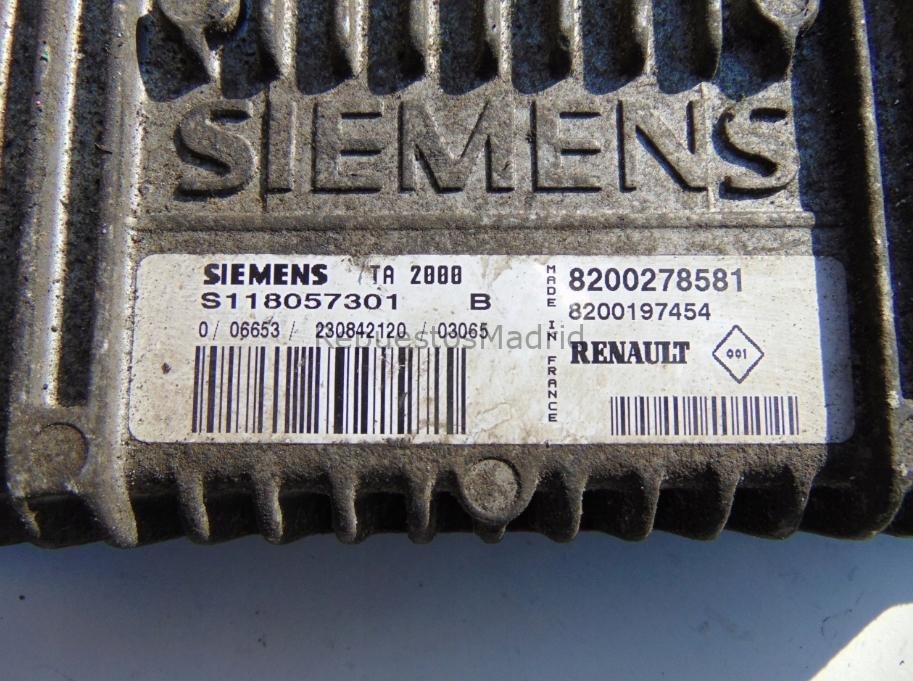 SIEMENS
SIEMENS TA 2000
S118057301 B
0/ 06653/ 230842120 /03065
MADE IN FRANCE
8200278581
8200197454
RENAULT 001
RepuestosMadrid